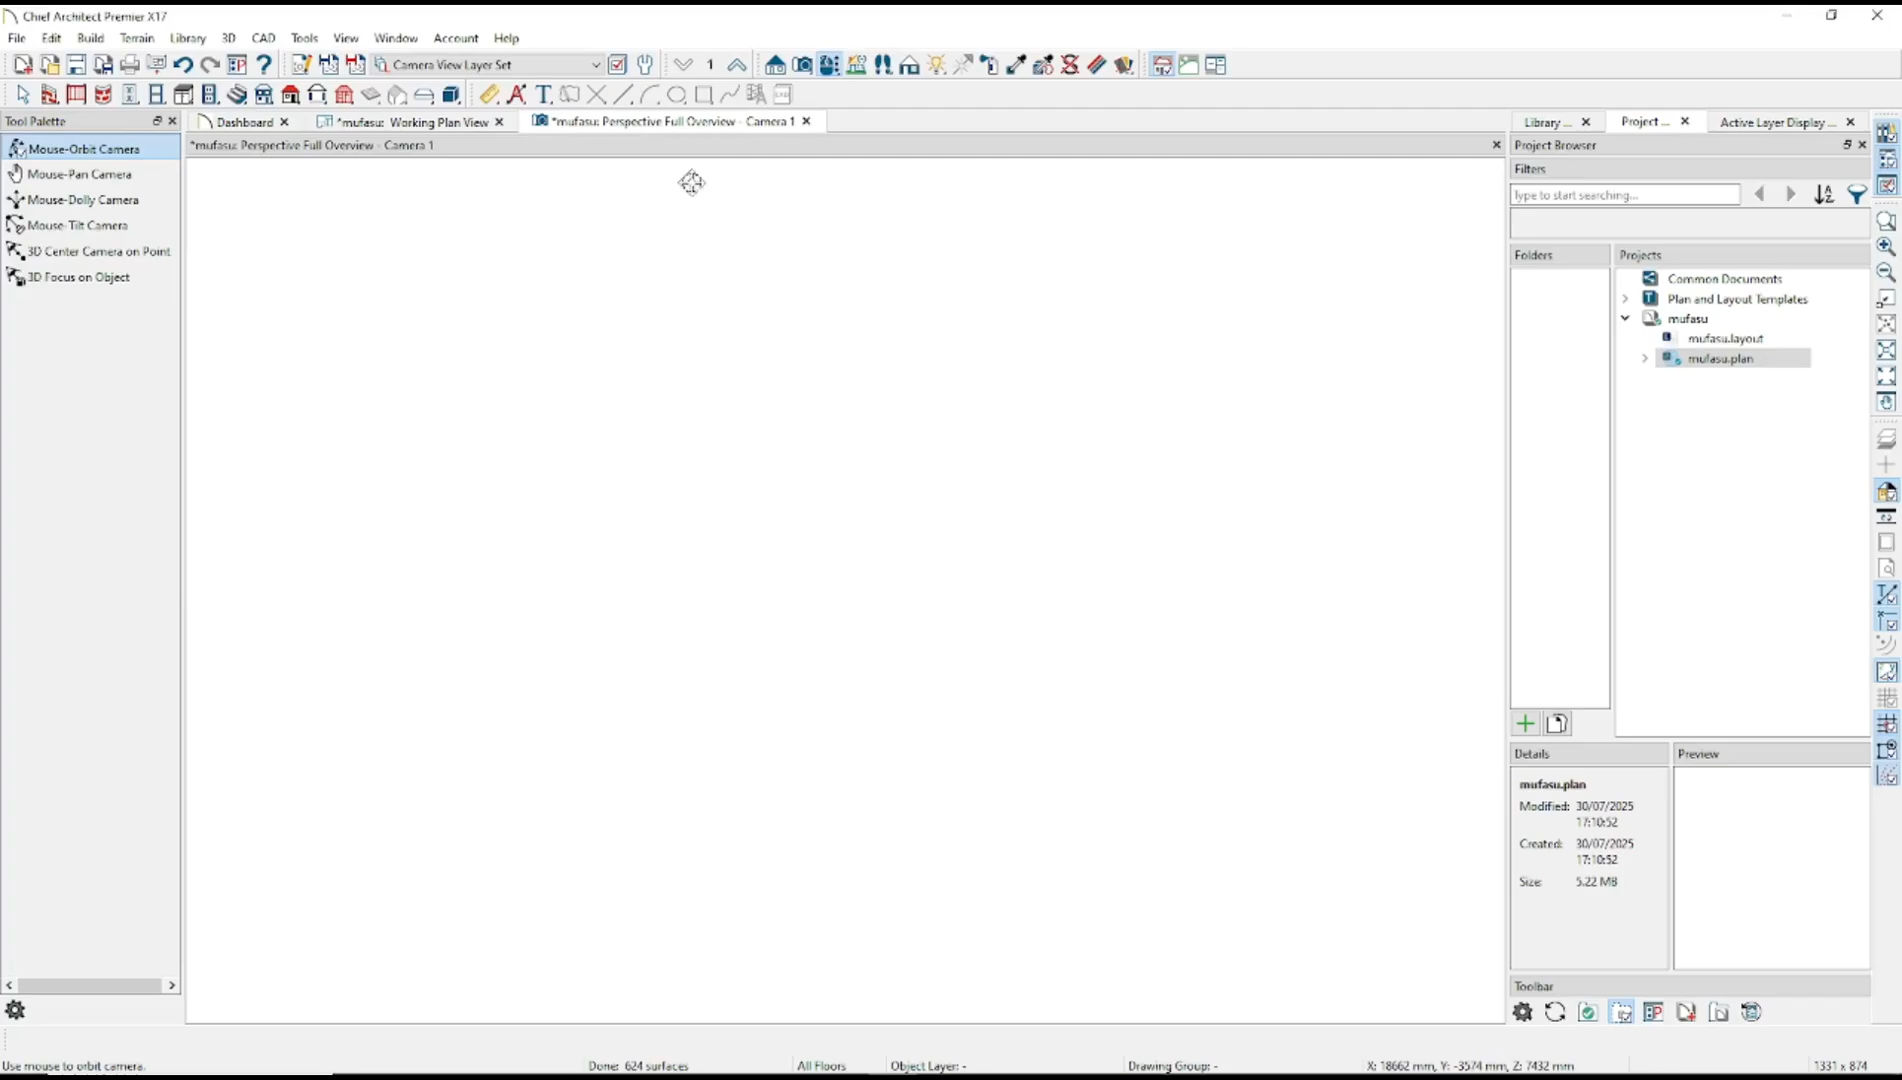 Chief Architect Premier X17
File Edit Build Terrain Library 3D CAD Tools View Window Account Help
Camera View Layer Set
1
Tool Palette
Dashboard
*mufasu: Working Plan View
*mufasu: Perspective Full Overview - Camera 1
Library ...
Project ...
Active Layer Display ...
Mouse-Orbit Camera
Mouse-Pan Camera
Mouse-Dolly Camera
Mouse-Tilt Camera
3D Center Camera on Point
3D Focus on Object
*mufasu: Perspective Full Overview - Camera 1
Project Browser
Filters
Type to start searching...
Folders
Projects
Common Documents
Plan and Layout Templates
mufasu
mufasu.layout
mufasu.plan
Details
Preview
mufasu.plan
Modified: 30/07/2025
17:10:52
Created: 30/07/2025
17:10:52
Size: 5.22 MB
Toolbar
Use mouse to orbit camera.
Done: 624 surfaces
All Floors
Object Layer: -
Drawing Group: -
X: 18662 mm, Y: -3574 mm, Z: 7432 mm
1331 x 874